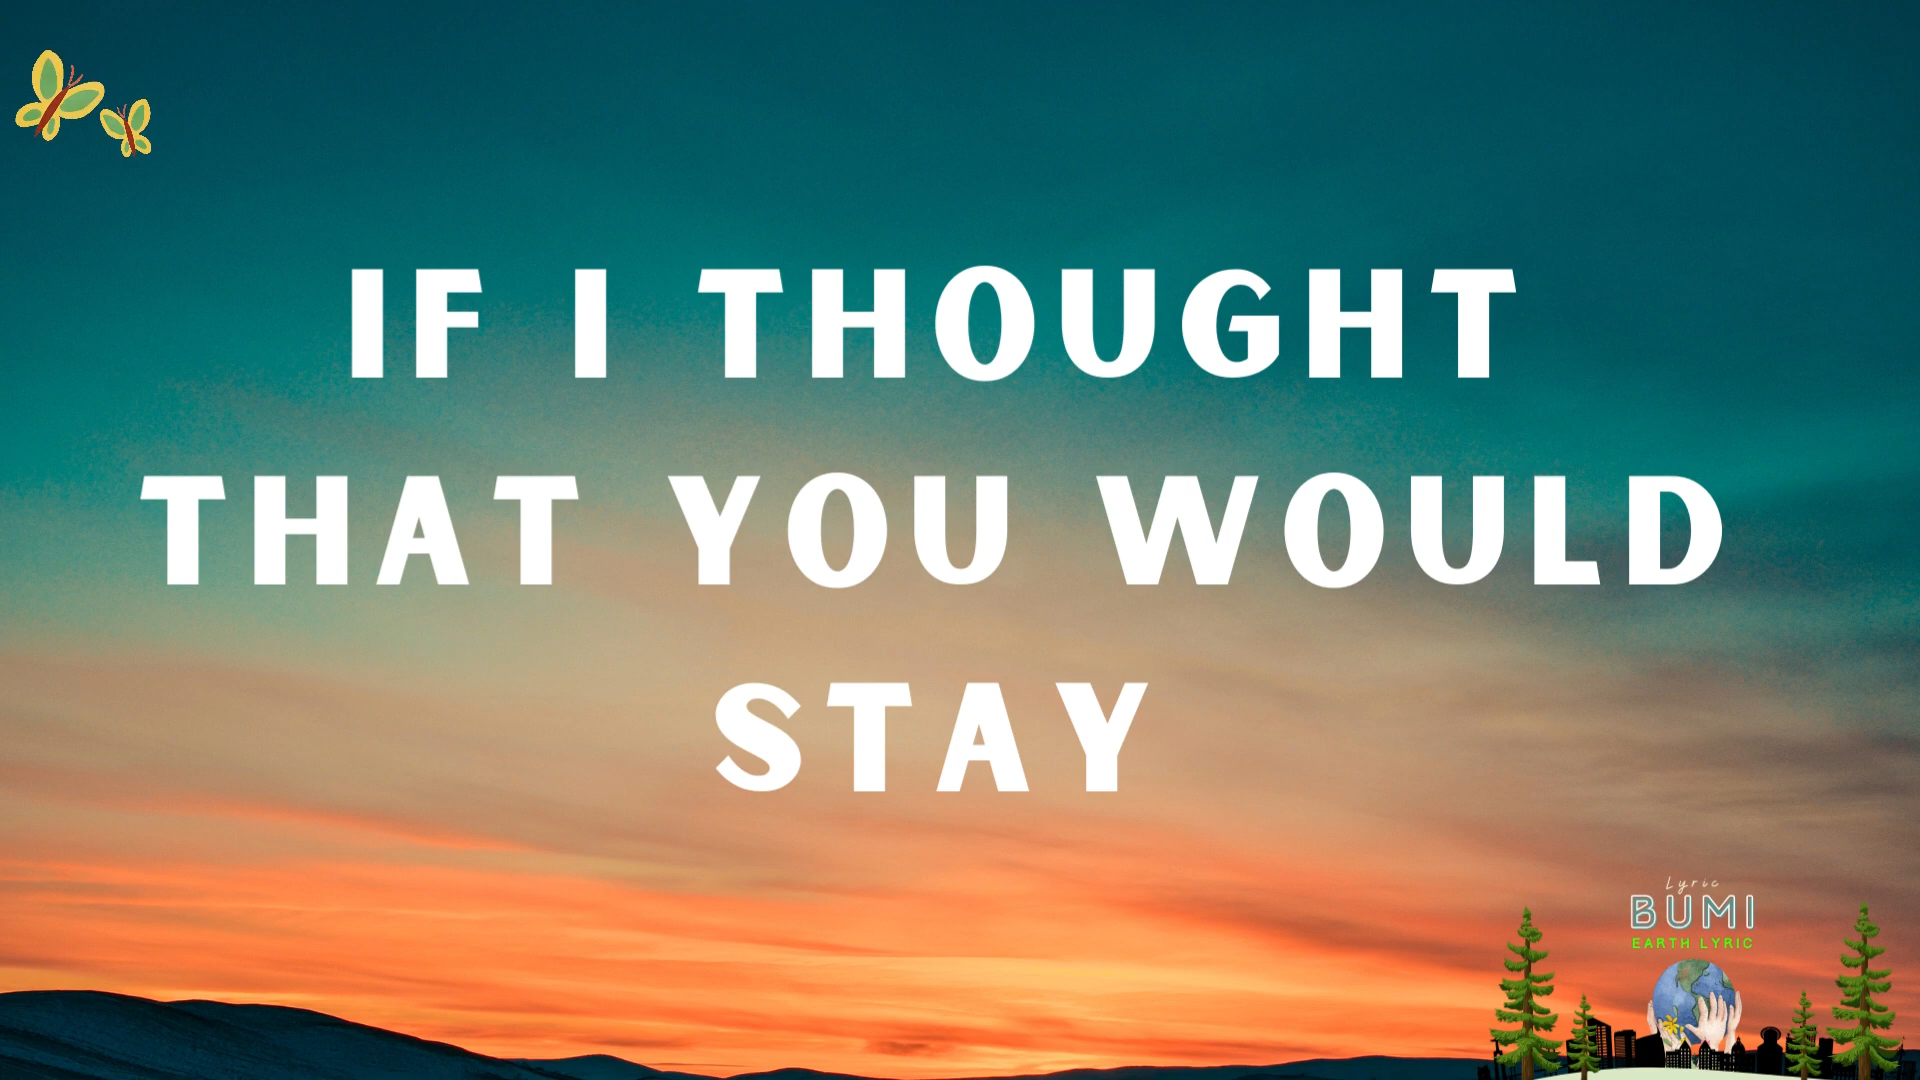 IF I THOUGHT
THAT YOU WOULD
STAY
Lyric
BUMI
EARTH LYRIC